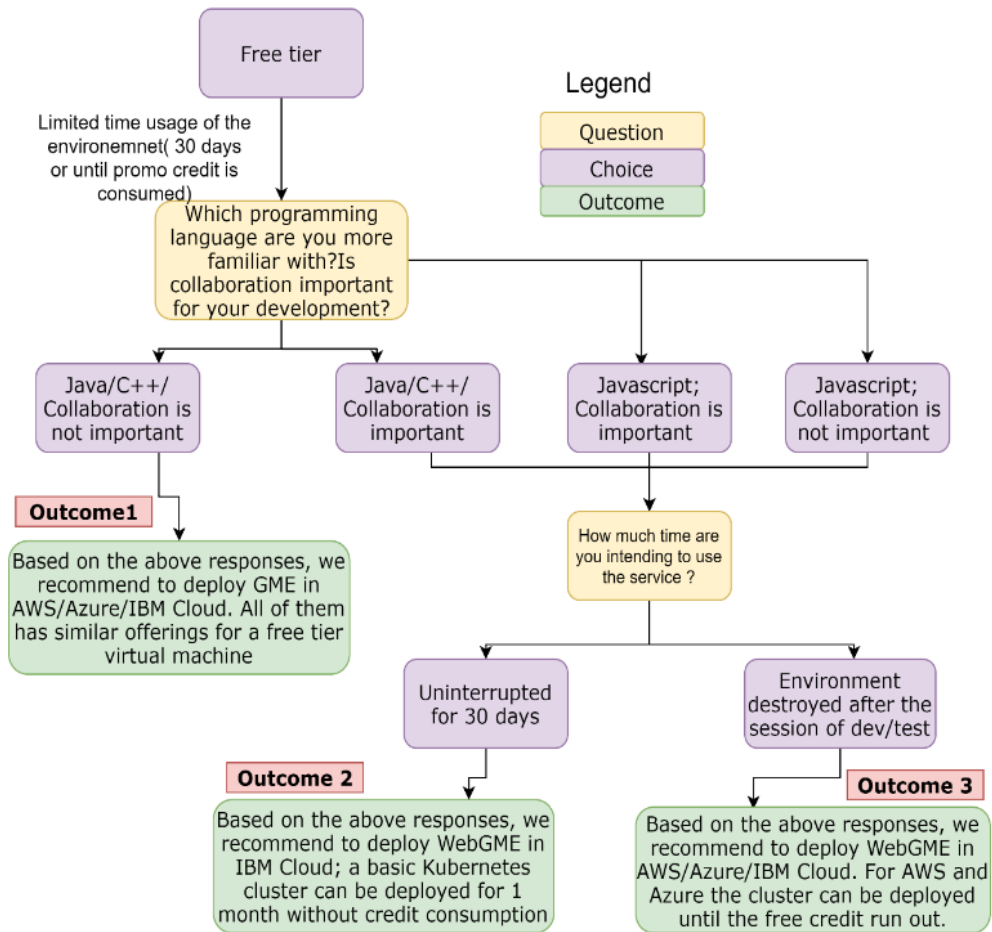 Free tier
Legend
Question
Choice
Outcome
Limited time usage of the
environemnet( 30 days
or until promo credit is
consumed)
Which programming
language are you more
familiar with?Is
collaboration important
for your development?
Java/C++/
Collaboration is
not important
Java/C++/
Collaboration is
important
Javascript;
Collaboration is
important
Javascript;
Collaboration is
not important
Outcome1
Based on the above responses, we
recommend to deploy GME in
AWS/Azure/IBM Cloud. All of them
has similar offerings for a free tier
virtual machine
How much time are
you intending to use
the service ?
Uninterrupted
for 30 days
Environment
destroyed after the
session of dev/test
Outcome 2
Based on the above responses, we
recommend to deploy WebGME in
IBM Cloud; a basic Kubernetes
cluster can be deployed for 1
month without credit consumption
Outcome 3
Based on the above responses, we
recommend to deploy WebGME in
AWS/Azure/IBM Cloud. For AWS and
Azure the cluster can be deployed
until the free credit run out.